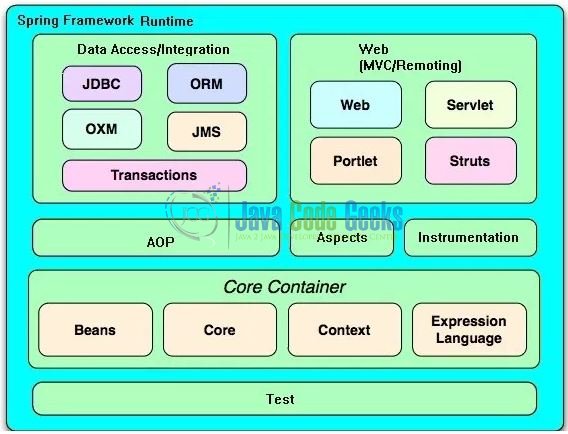 Spring Framework Runtime
Data Access/Integration
JDBC
ORM
OXM
JMS
Transactions
Web
(MVC/Remoting)
Web
Servlet
Portlet
Struts
Java Code Geeks
AOP
Aspects
Instrumentation
Core Container
Beans
Core
Context
Expression
Language
Test